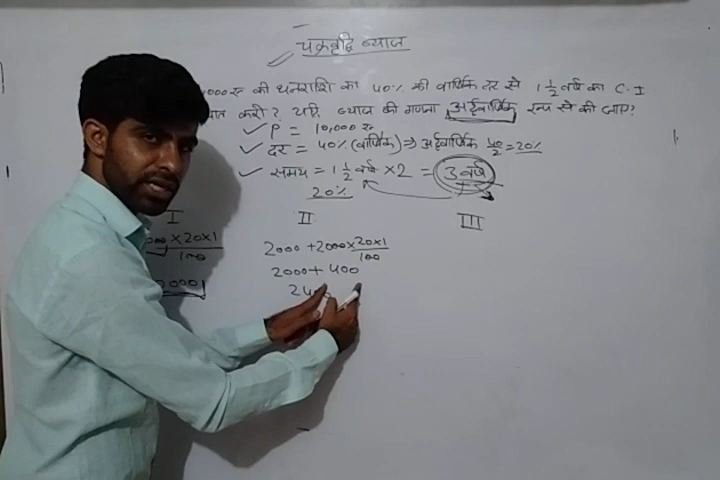 चक्रवृद्धि ब्याज
000 रु की धनराशि का 40% की वार्षिक दर से 1 1/2 वर्ष का C.I
ज्ञात करो? यदि ब्याज की गणना अर्द्धवार्षिक रूप से की जाए?
✓ P = 10,000 रु
✓ दर = 40% (वार्षिक) ⇒ अर्द्धवार्षिक 40/2 = 20%
✓ समय = 1 1/2 वर्ष × 2 = 3 वर्ष
20%
I II III
000 × 20 × 1 / 100 2000 + 2000 × 20 × 1 / 100
2000 2000 + 400